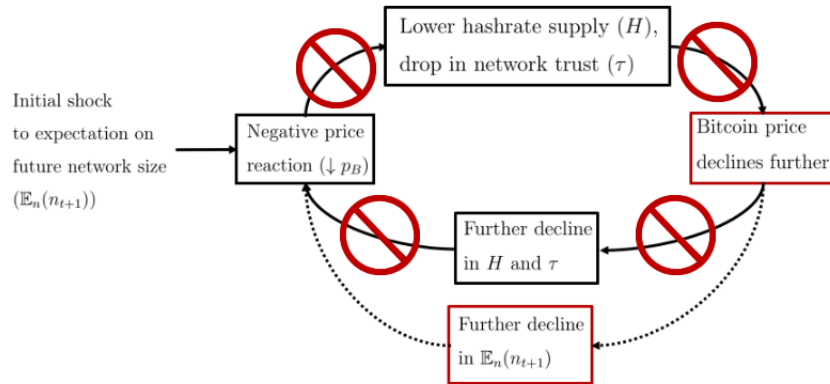 Lower hashrate supply (H),
drop in network trust (τ)
Initial shock
to expectation on
future network size
(𝔼ₙ(nₜ₊₁))
Negative price
reaction (↓ p_B)
Bitcoin price
declines further
Further decline
in H and τ
Further decline
in 𝔼ₙ(nₜ₊₁)